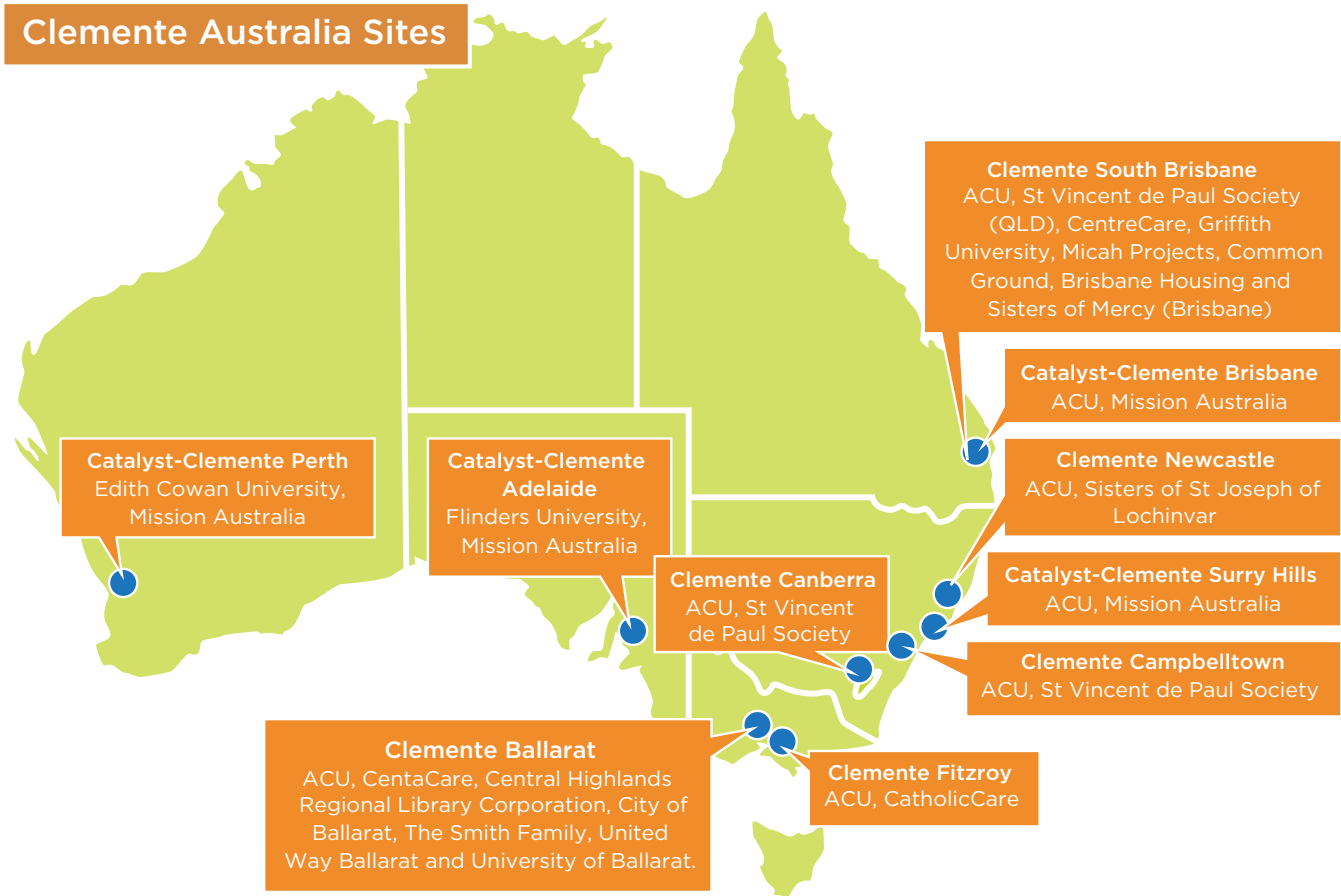 Clemente Australia Sites
Clemente South Brisbane
ACU, St Vincent de Paul Society
(QLD), CentreCare, Griffith
University, Micah Projects, Common
Ground, Brisbane Housing and
Sisters of Mercy (Brisbane)
Catalyst-Clemente Brisbane
ACU, Mission Australia
Clemente Newcastle
ACU, Sisters of St Joseph of
Lochinvar
Catalyst-Clemente Surry Hills
ACU, Mission Australia
Clemente Campbelltown
ACU, St Vincent de Paul Society
Catalyst-Clemente Perth
Edith Cowan University,
Mission Australia
Catalyst-Clemente
Adelaide
Flinders University,
Mission Australia
Clemente Canberra
ACU, St Vincent
de Paul Society
Clemente Ballarat
ACU, CentaCare, Central Highlands
Regional Library Corporation, City of
Ballarat, The Smith Family, United
Way Ballarat and University of Ballarat.
Clemente Fitzroy
ACU, CatholicCare